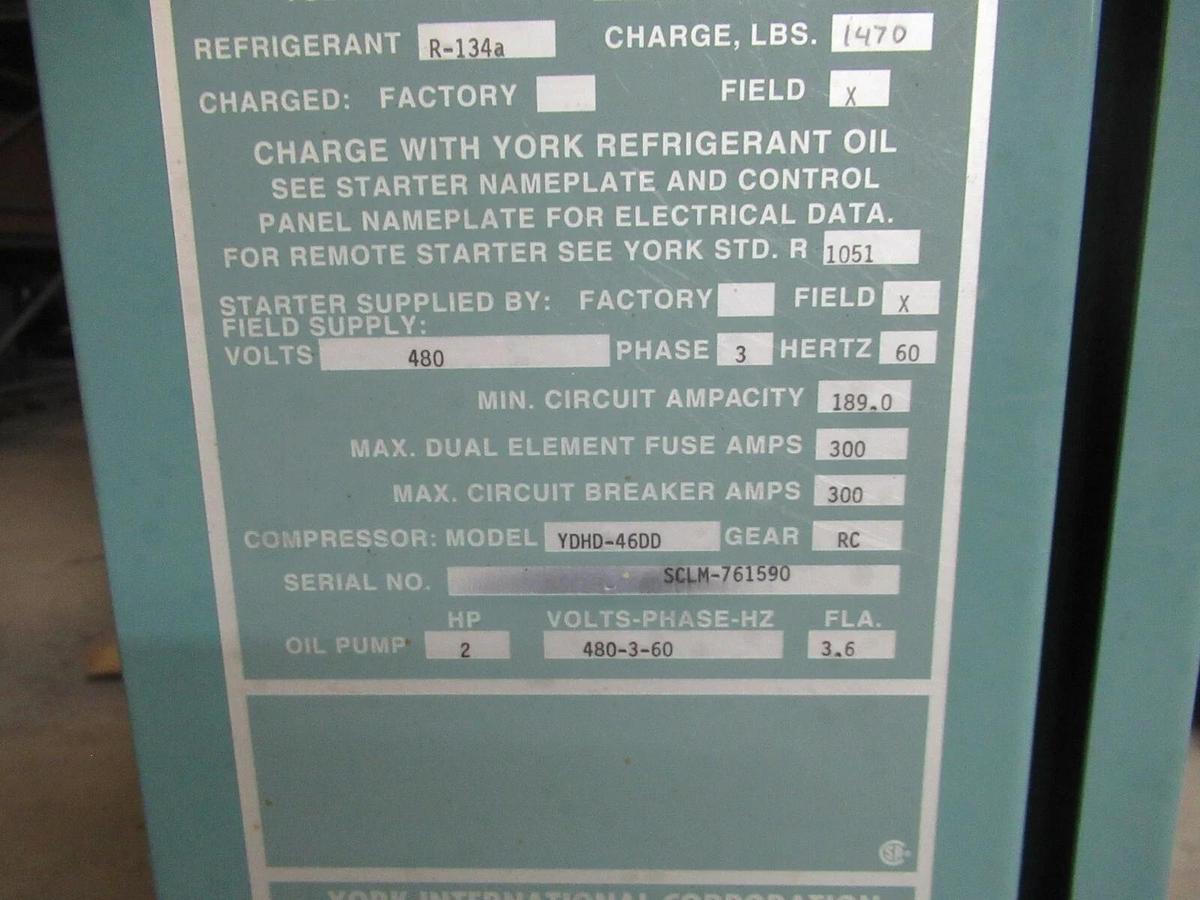 REFRIGERANT R-134a CHARGE, LBS. 1470
CHARGED: FACTORY FIELD X
CHARGE WITH YORK REFRIGERANT OIL
SEE STARTER NAMEPLATE AND CONTROL
PANEL NAMEPLATE FOR ELECTRICAL DATA.
FOR REMOTE STARTER SEE YORK STD. R 1051
STARTER SUPPLIED BY: FACTORY FIELD X
FIELD SUPPLY:
VOLTS 480 PHASE 3 HERTZ 60
MIN. CIRCUIT AMPACITY 189.0
MAX. DUAL ELEMENT FUSE AMPS 300
MAX. CIRCUIT BREAKER AMPS 300
COMPRESSOR: MODEL YDHD-46DD GEAR RC
SERIAL NO. SCLM-761590
HP VOLTS-PHASE-HZ FLA.
OIL PUMP 2 480-3-60 3.6
YORK INTERNATIONAL CORPORATION